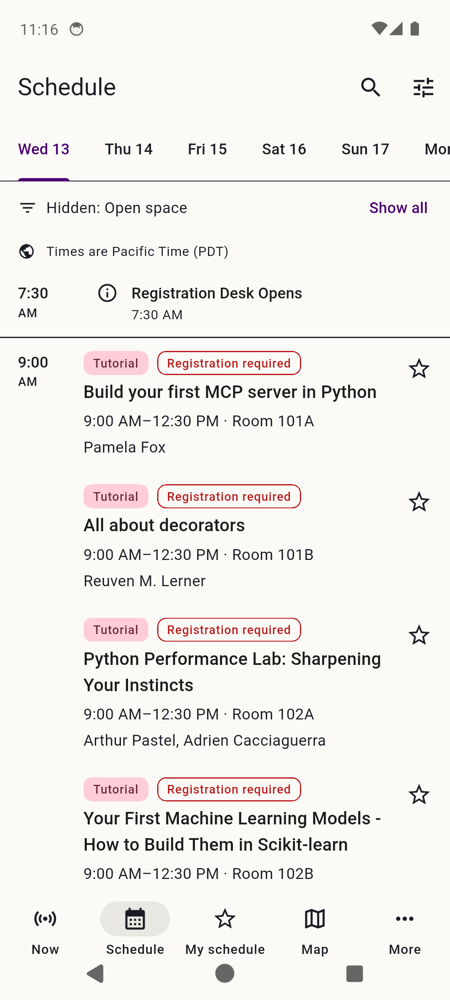 11:16
Schedule
Wed 13 Thu 14 Fri 15 Sat 16 Sun 17 Mo
Hidden: Open space Show all
Times are Pacific Time (PDT)
7:30 AM
Registration Desk Opens
7:30 AM
9:00 AM
Tutorial Registration required
Build your first MCP server in Python
9:00 AM–12:30 PM · Room 101A
Pamela Fox
Tutorial Registration required
All about decorators
9:00 AM–12:30 PM · Room 101B
Reuven M. Lerner
Tutorial Registration required
Python Performance Lab: Sharpening
Your Instincts
9:00 AM–12:30 PM · Room 102A
Arthur Pastel, Adrien Cacciaguerra
Tutorial Registration required
Your First Machine Learning Models -
How to Build Them in Scikit-learn
9:00 AM–12:30 PM · Room 102B
Now Schedule My schedule Map More